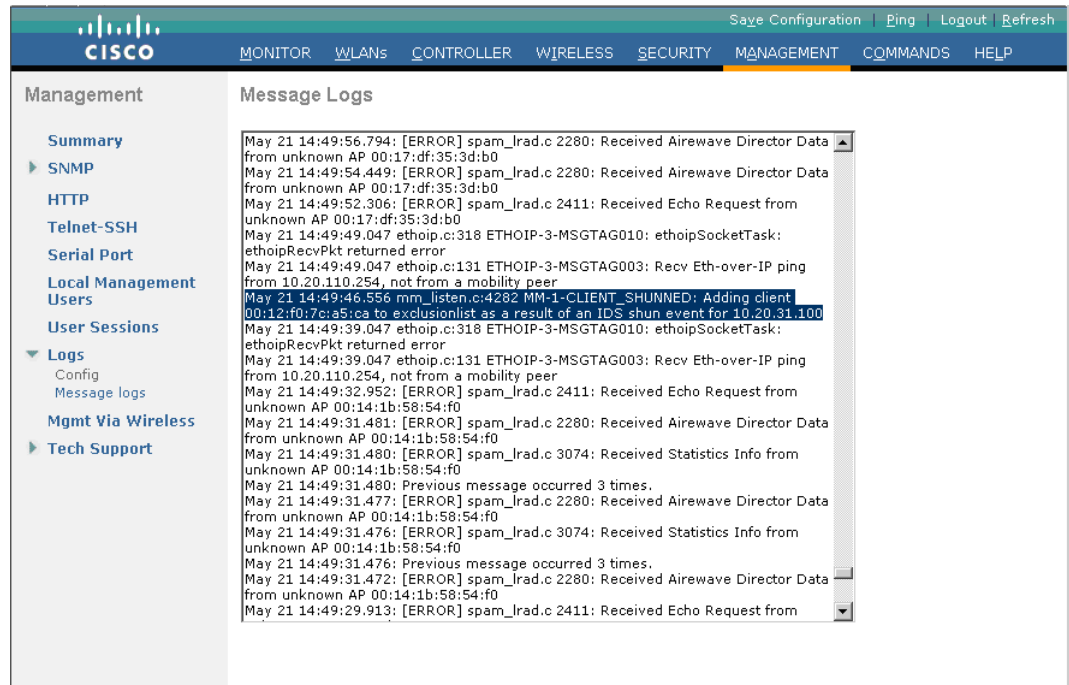 Save Configuration | Ping | Logout | Refresh
CISCO
MONITOR WLANs CONTROLLER WIRELESS SECURITY MANAGEMENT COMMANDS HELP
Management
Summary
SNMP
HTTP
Telnet-SSH
Serial Port
Local Management
Users
User Sessions
Logs
Config
Message logs
Mgmt Via Wireless
Tech Support
Message Logs
May 21 14:49:56.794: [ERROR] spam_lrad.c 2280: Received Airewave Director Data
from unknown AP 00:17:df:35:3d:b0
May 21 14:49:54.449: [ERROR] spam_lrad.c 2280: Received Airewave Director Data
from unknown AP 00:17:df:35:3d:b0
May 21 14:49:52.306: [ERROR] spam_lrad.c 2411: Received Echo Request from
unknown AP 00:17:df:35:3d:b0
May 21 14:49:49.047 ethoip.c:318 ETHOIP-3-MSGTAG010: ethoipSocketTask:
ethoipRecvPkt returned error
May 21 14:49:49.047 ethoip.c:131 ETHOIP-3-MSGTAG003: Recv Eth-over-IP ping
from 10.20.110.254, not from a mobility peer
May 21 14:49:46.556 mm_listen.c:4282 MM-1-CLIENT_SHUNNED: Adding client
00:12:f0:7c:a5:ca to exclusionlist as a result of an IDS shun event for 10.20.31.100
May 21 14:49:39.047 ethoip.c:318 ETHOIP-3-MSGTAG010: ethoipSocketTask:
ethoipRecvPkt returned error
May 21 14:49:39.047 ethoip.c:131 ETHOIP-3-MSGTAG003: Recv Eth-over-IP ping
from 10.20.110.254, not from a mobility peer
May 21 14:49:32.952: [ERROR] spam_lrad.c 2411: Received Echo Request from
unknown AP 00:14:1b:58:54:f0
May 21 14:49:31.481: [ERROR] spam_lrad.c 2280: Received Airewave Director Data
from unknown AP 00:14:1b:58:54:f0
May 21 14:49:31.480: [ERROR] spam_lrad.c 3074: Received Statistics Info from
unknown AP 00:14:1b:58:54:f0
May 21 14:49:31.480: Previous message occurred 3 times.
May 21 14:49:31.477: [ERROR] spam_lrad.c 2280: Received Airewave Director Data
from unknown AP 00:14:1b:58:54:f0
May 21 14:49:31.476: [ERROR] spam_lrad.c 3074: Received Statistics Info from
unknown AP 00:14:1b:58:54:f0
May 21 14:49:31.476: Previous message occurred 3 times.
May 21 14:49:31.472: [ERROR] spam_lrad.c 2280: Received Airewave Director Data
from unknown AP 00:14:1b:58:54:f0
May 21 14:49:29.913: [ERROR] spam_lrad.c 2411: Received Echo Request from